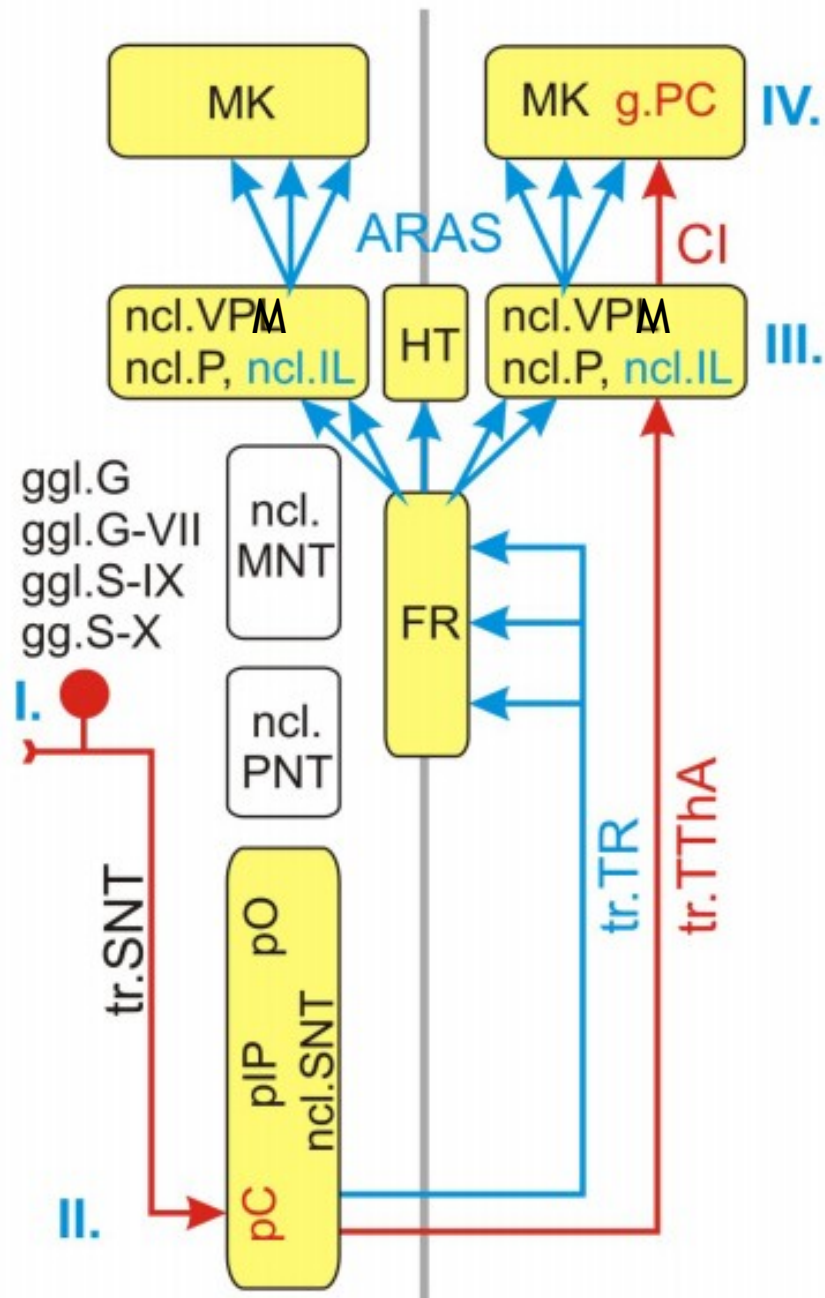 MK
MK g.PC
IV.
ARAS
CI
ncl.VPM
ncl.P, ncl.IL
HT
ncl.VPM
ncl.P, ncl.IL
III.
ggl.G
ggl.G-VII
ggl.S-IX
gg.S-X
ncl.
MNT
FR
I.
ncl.
PNT
tr.SNT
pO
pIP
ncl.SNT
pC
tr.TR
tr.TThA
II.